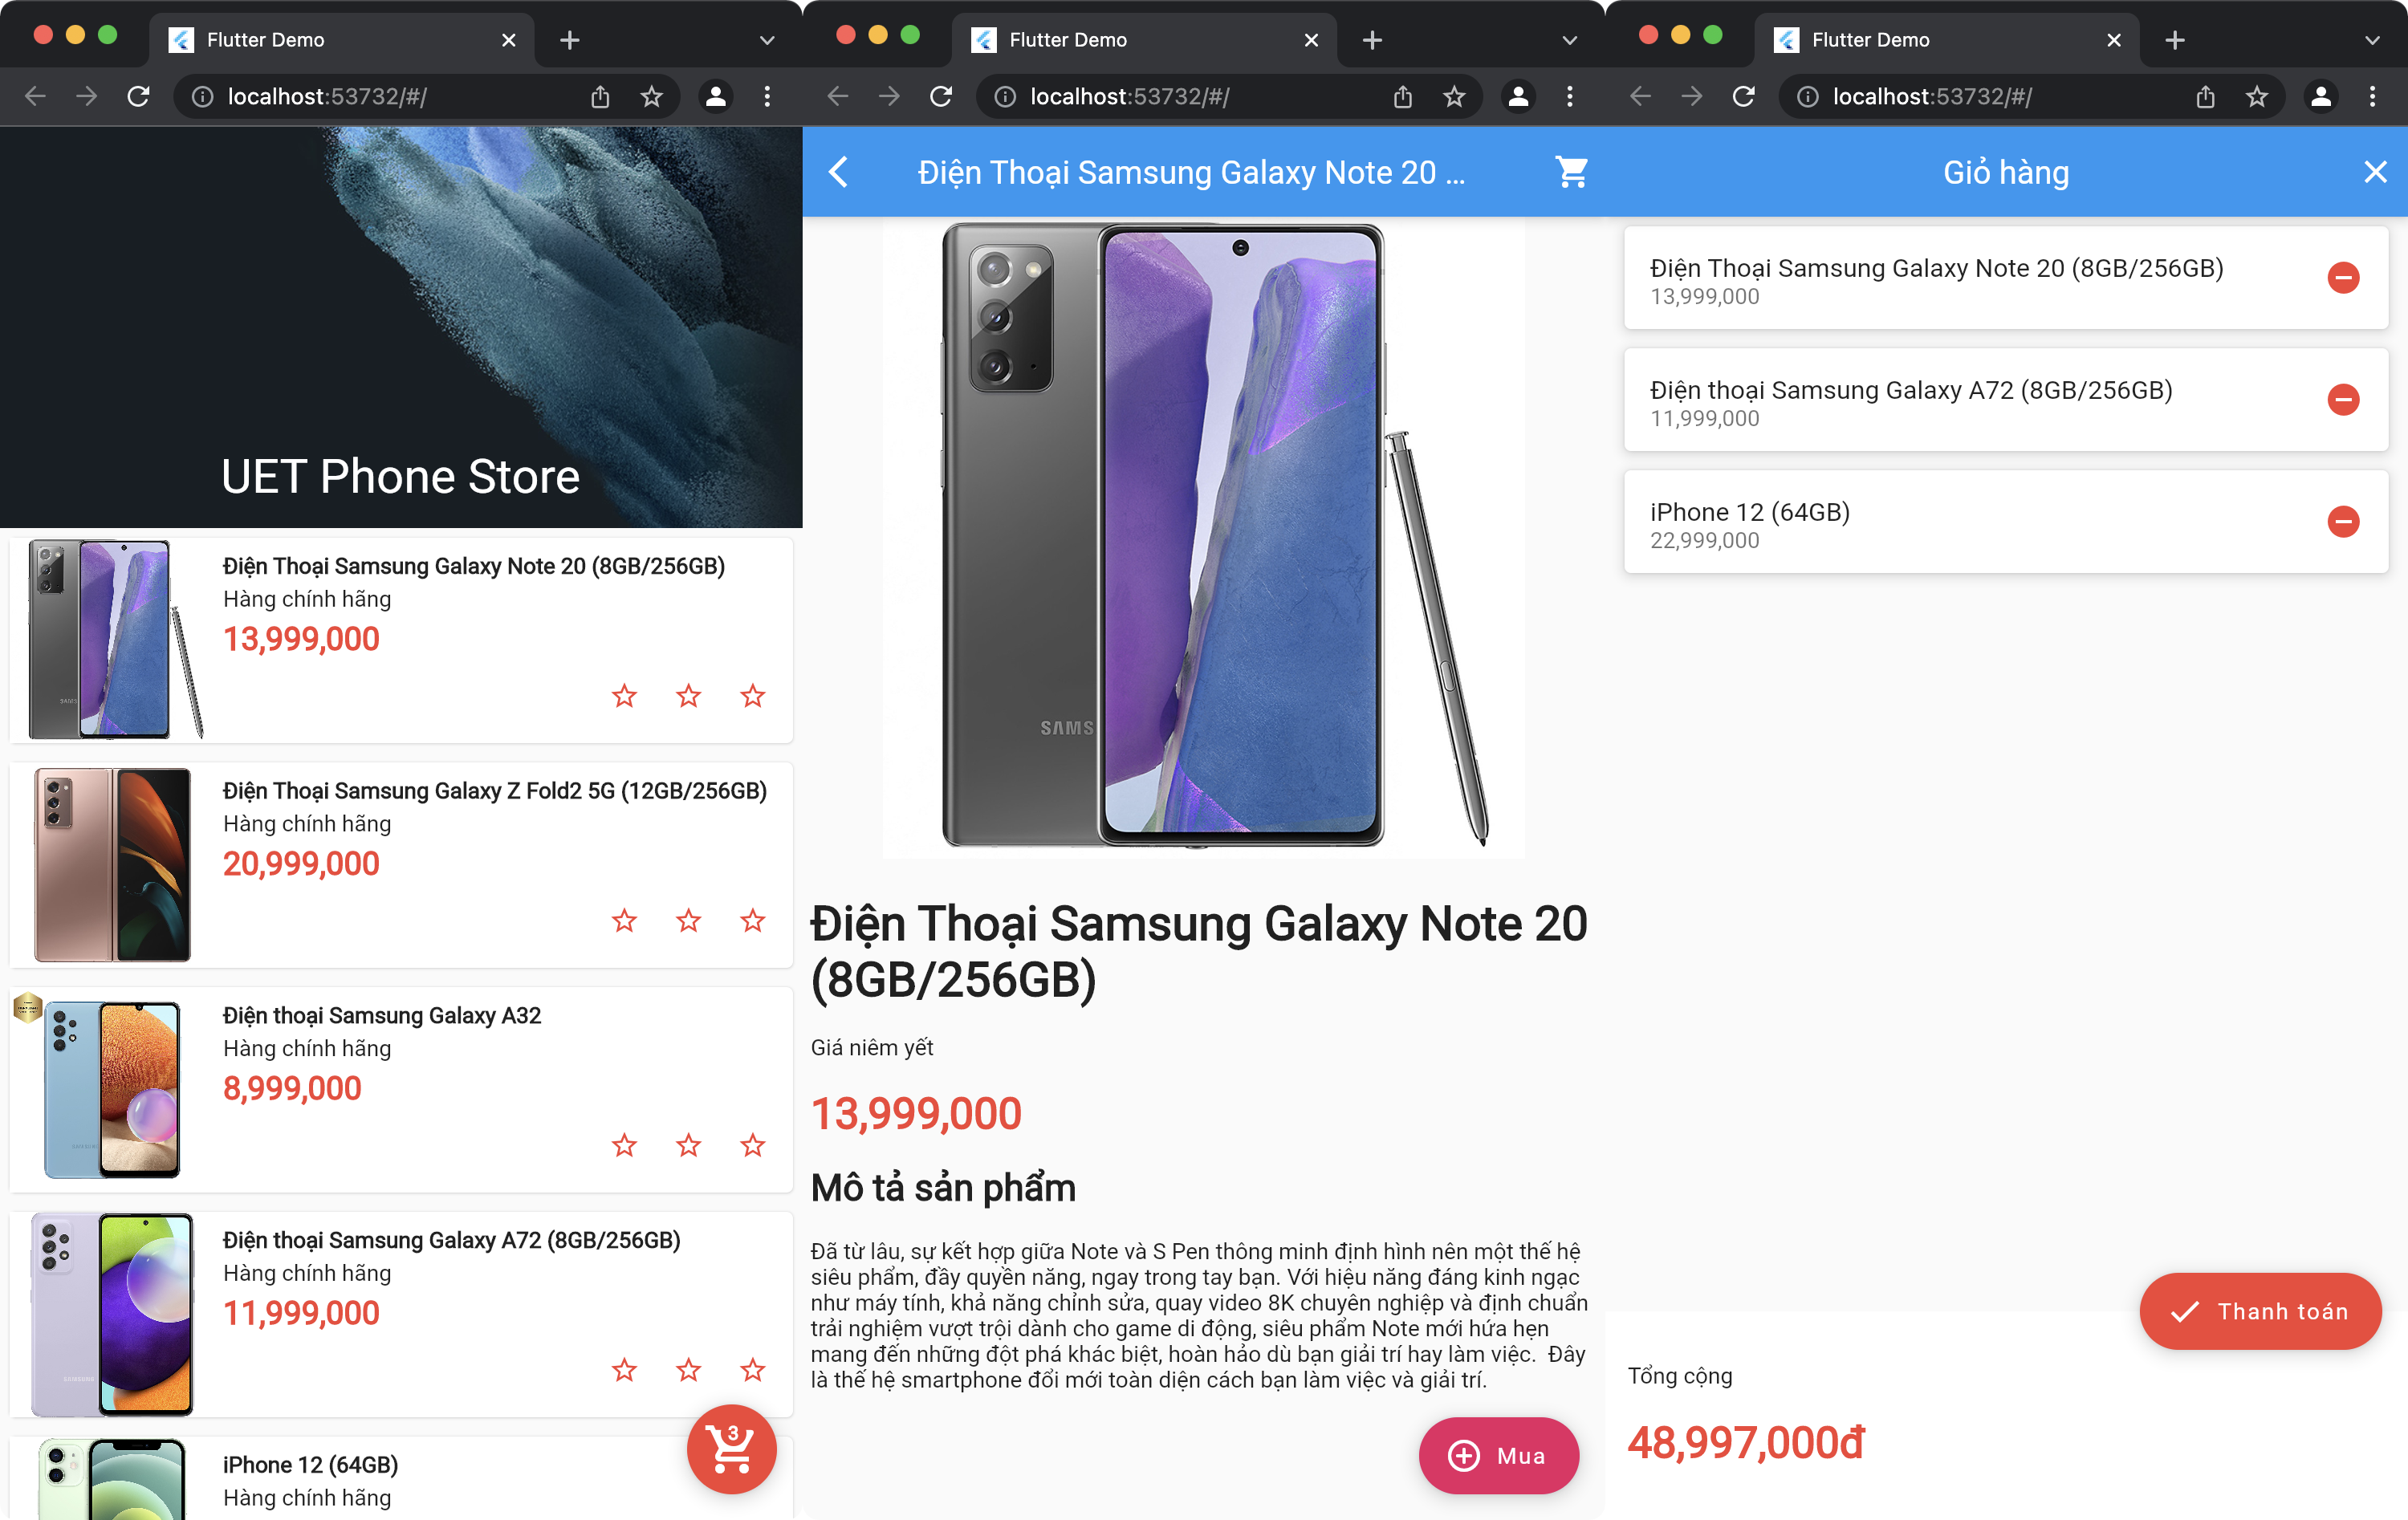 Flutter Demo
localhost:53732/#/
UET Phone Store
Điện Thoại Samsung Galaxy Note 20 (8GB/256GB)
Hàng chính hãng
13,999,000
Điện Thoại Samsung Galaxy Z Fold2 5G (12GB/256GB)
Hàng chính hãng
20,999,000
Điện thoại Samsung Galaxy A32
Hàng chính hãng
8,999,000
Điện thoại Samsung Galaxy A72 (8GB/256GB)
Hàng chính hãng
11,999,000
iPhone 12 (64GB)
Hàng chính hãng
3
Flutter Demo
localhost:53732/#/
Điện Thoại Samsung Galaxy Note 20 ...
SAMS
Điện Thoại Samsung Galaxy Note 20
(8GB/256GB)
Giá niêm yết
13,999,000
Mô tả sản phẩm
Đã từ lâu, sự kết hợp giữa Note và S Pen thông minh định hình nên một thế hệ
siêu phẩm, đầy quyền năng, ngay trong tay bạn. Với hiệu năng đáng kinh ngạc
như máy tính, khả năng chỉnh sửa, quay video 8K chuyên nghiệp và định chuẩn
trải nghiệm vượt trội dành cho game di động, siêu phẩm Note mới hứa hẹn
mang đến những đột phá khác biệt, hoàn hảo dù bạn giải trí hay làm việc.  Đây
là thế hệ smartphone đổi mới toàn diện cách bạn làm việc và giải trí.
Mua
Flutter Demo
localhost:53732/#/
Giỏ hàng
Điện Thoại Samsung Galaxy Note 20 (8GB/256GB)
13,999,000
Điện thoại Samsung Galaxy A72 (8GB/256GB)
11,999,000
iPhone 12 (64GB)
22,999,000
Thanh toán
Tổng cộng
48,997,000đ